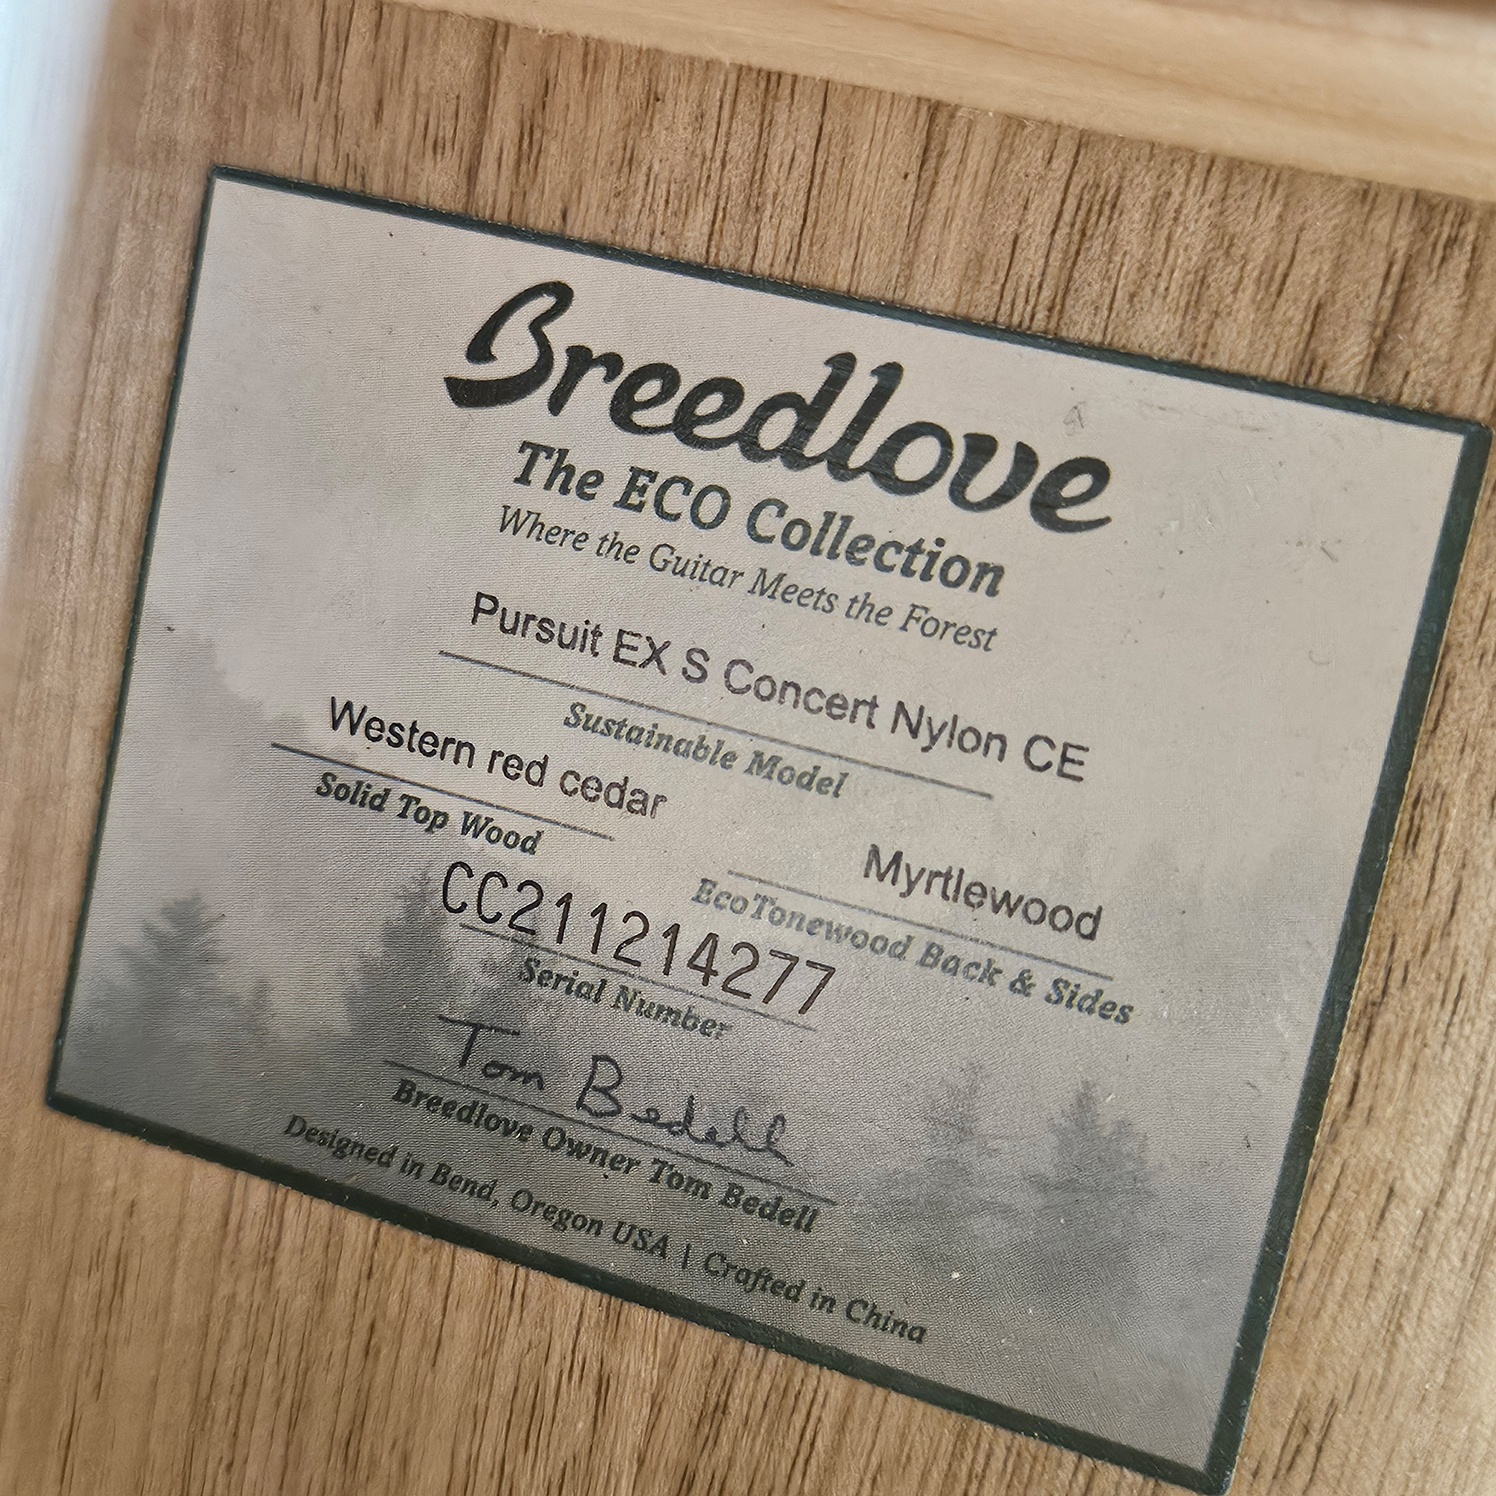 Breedlove
The ECO Collection
Where the Guitar Meets the Forest
Pursuit EX S Concert Nylon CE
Sustainable Model
Western red cedar
Solid Top Wood
Myrtlewood
EcoTonewood Back & Sides
CC211214277
Serial Number
Tom Bedell
Breedlove Owner Tom Bedell
Designed in Bend, Oregon USA | Crafted in China